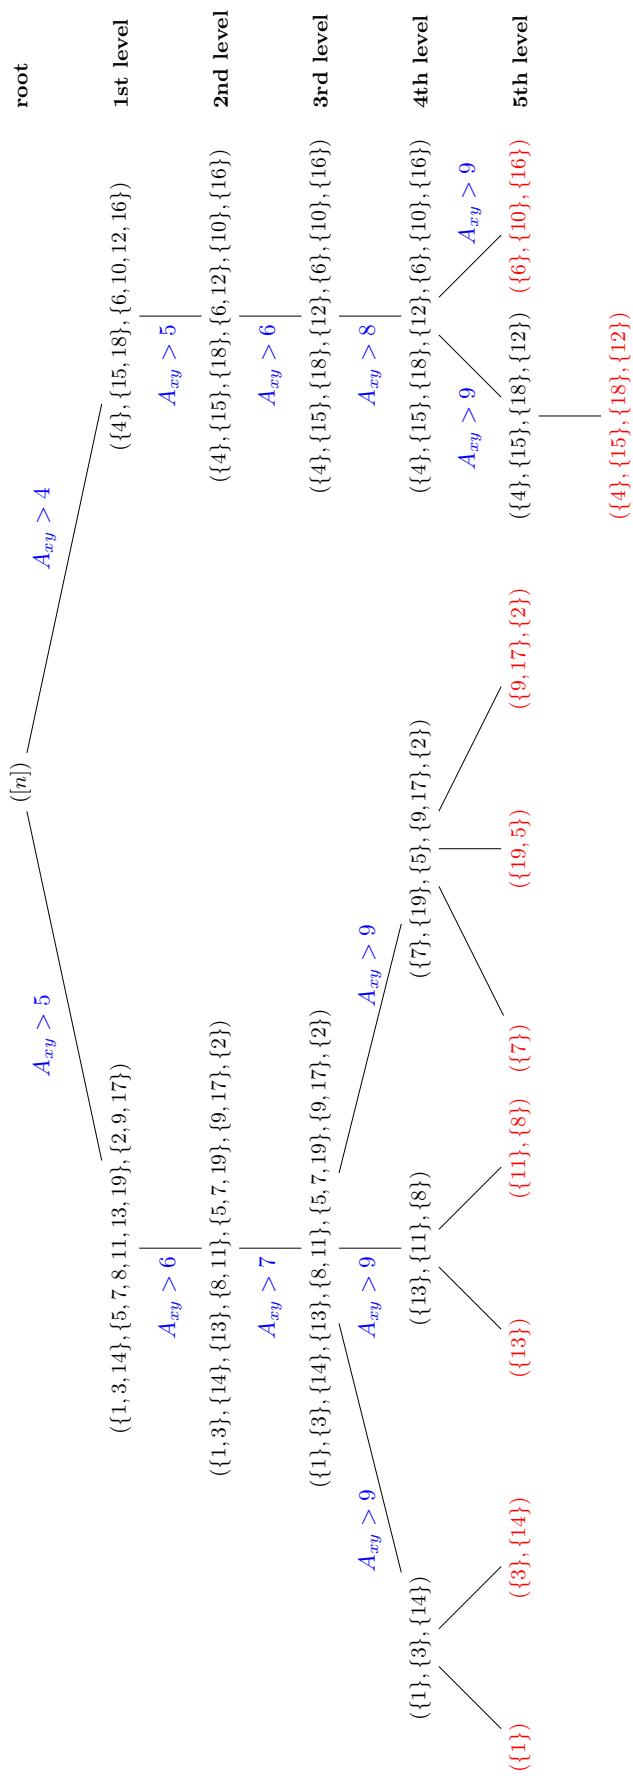 root
([n])
A_{xy} > 5
A_{xy} > 4
1st level
({1, 3, 14}, {5, 7, 8, 11, 13, 19}, {2, 9, 17})
({4}, {15, 18}, {6, 10, 12, 16})
A_{xy} > 6
A_{xy} > 5
2nd level
({1, 3}, {14}, {13}, {8, 11}, {5, 7, 19}, {9, 17}, {2})
({4}, {15}, {18}, {6, 12}, {10}, {16})
A_{xy} > 7
A_{xy} > 6
3rd level
({1}, {3}, {14}, {13}, {8, 11}, {5, 7, 19}, {9, 17}, {2})
({4}, {15}, {18}, {12}, {6}, {10}, {16})
A_{xy} > 9
A_{xy} > 9
A_{xy} > 9
A_{xy} > 8
4th level
({1}, {3}, {14})
({13}, {11}, {8})
({7}, {19}, {5}, {9, 17}, {2})
({4}, {15}, {18}, {12}, {6}, {10}, {16})
A_{xy} > 9
A_{xy} > 9
5th level
({1})
({3}, {14})
({13})
({11}, {8})
({7})
({19, 5})
({9, 17}, {2})
({4}, {15}, {18}, {12})
({6}, {10}, {16})
({4}, {15}, {18}, {12})